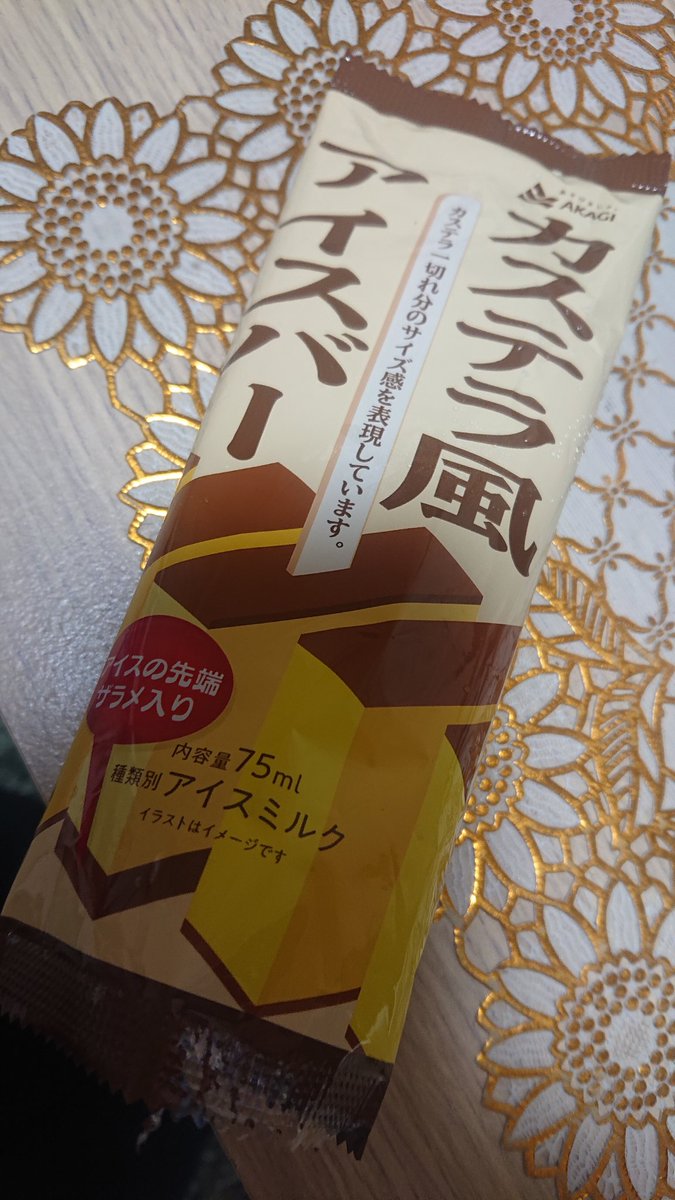 AKAGI
カステラ風
アイスバー
カステラ一切れ分のサイズ感を表現しています。
アイスの先端
ザラメ入り
内容量75ml
種類別 アイスミルク
イラストはイメージです